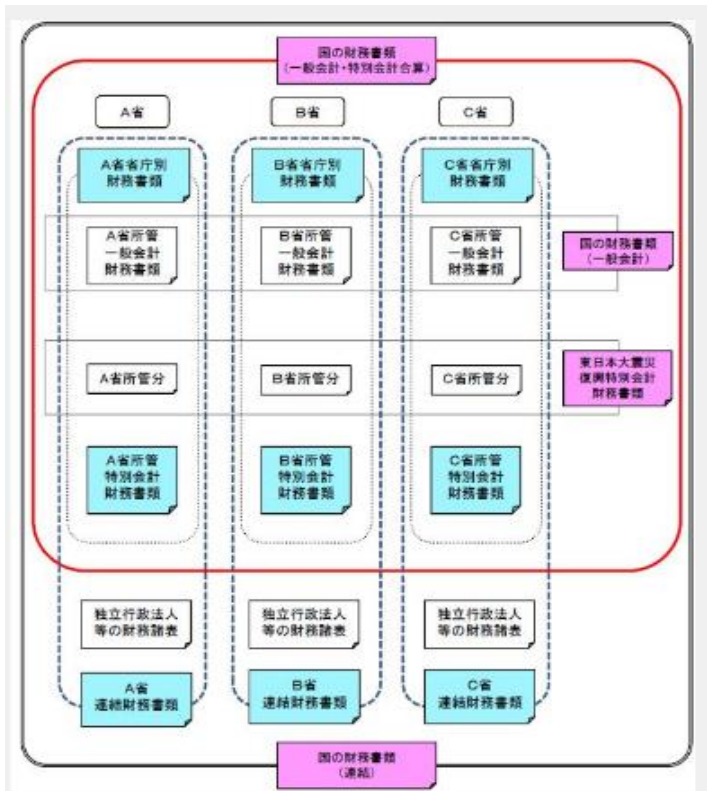 国の財務書類
（一般会計・特別会計合算）
A省
B省
C省
A省省庁別
財務書類
B省省庁別
財務書類
C省省庁別
財務書類
A省所管
一般会計
財務書類
B省所管
一般会計
財務書類
C省所管
一般会計
財務書類
国の財務書類
（一般会計）
A省所管分
B省所管分
C省所管分
東日本大震災
復興特別会計
財務書類
A省所管
特別会計
財務書類
B省所管
特別会計
財務書類
C省所管
特別会計
財務書類
独立行政法人
等の財務諸表
独立行政法人
等の財務諸表
独立行政法人
等の財務諸表
A省
連結財務書類
B省
連結財務書類
C省
連結財務書類
国の財務書類
（連結）